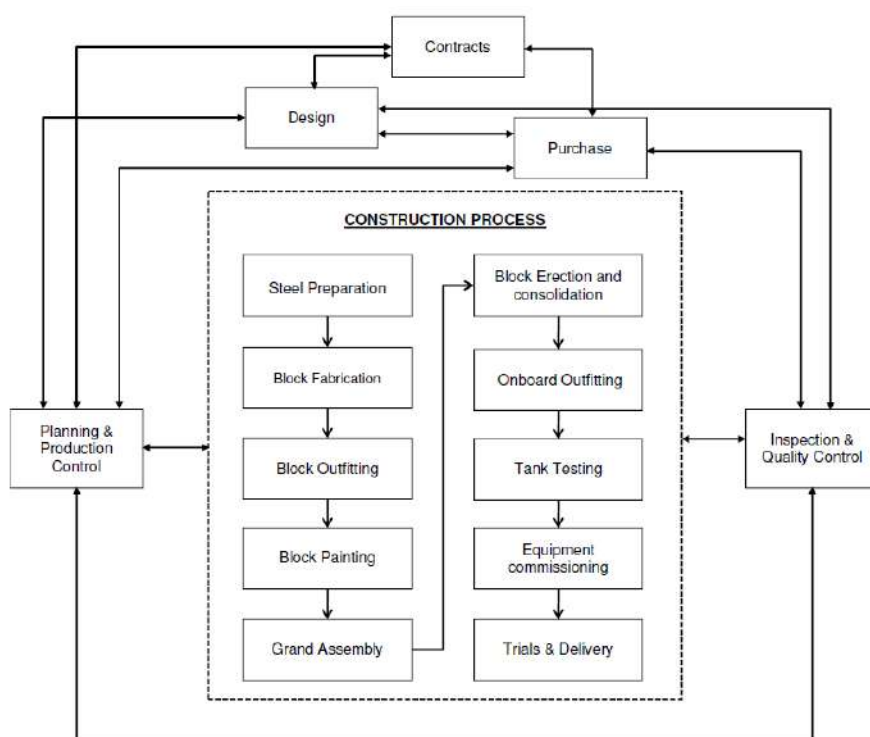 Contracts
Design
Purchase
CONSTRUCTION PROCESS
Steel Preparation
Block Fabrication
Block Outfitting
Block Painting
Grand Assembly
Block Erection and
consolidation
Onboard Outfitting
Tank Testing
Equipment
commissioning
Trials & Delivery
Planning &
Production
Control
Inspection &
Quality Control